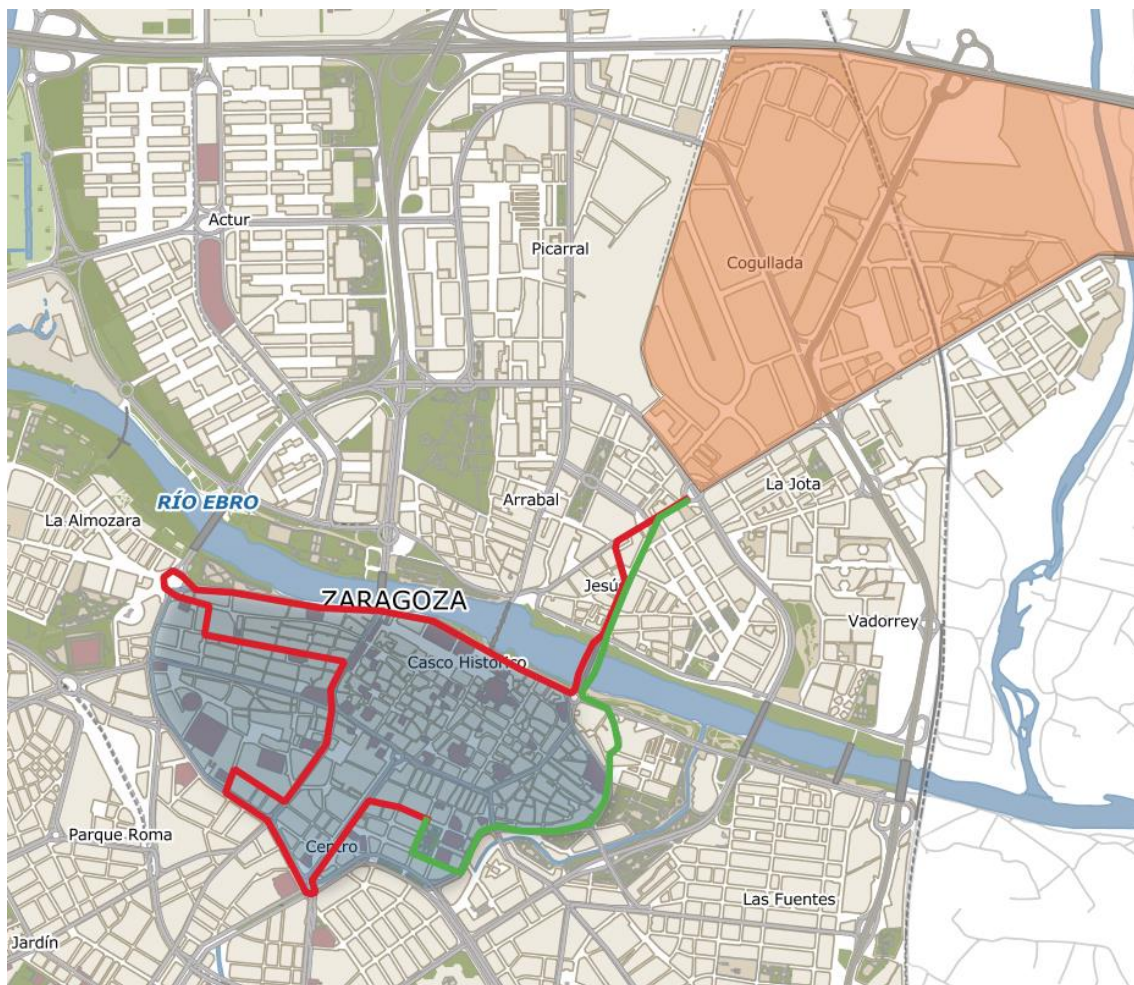 Actur
Picarral
Cogullada
RÍO EBRO
La Almozara
Arrabal
La Jota
Jesús
ZARAGOZA
Vadorrey
Casco Histórico
Parque Roma
Centro
Las Fuentes
Jardín